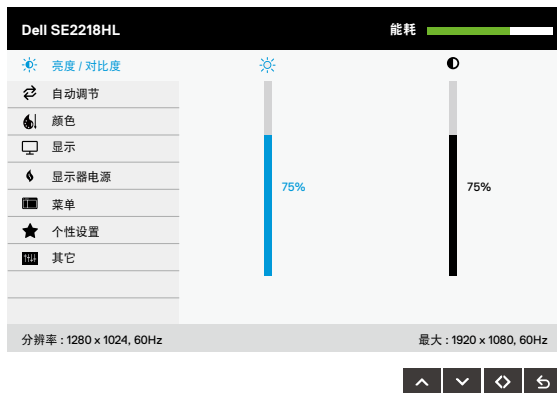 Dell SE2218HL
能耗
亮度 / 对比度
自动调节
颜色
显示
显示器电源
菜单
个性设置
其它
75%
75%
分辨率 : 1280 x 1024, 60Hz
最大 : 1920 x 1080, 60Hz